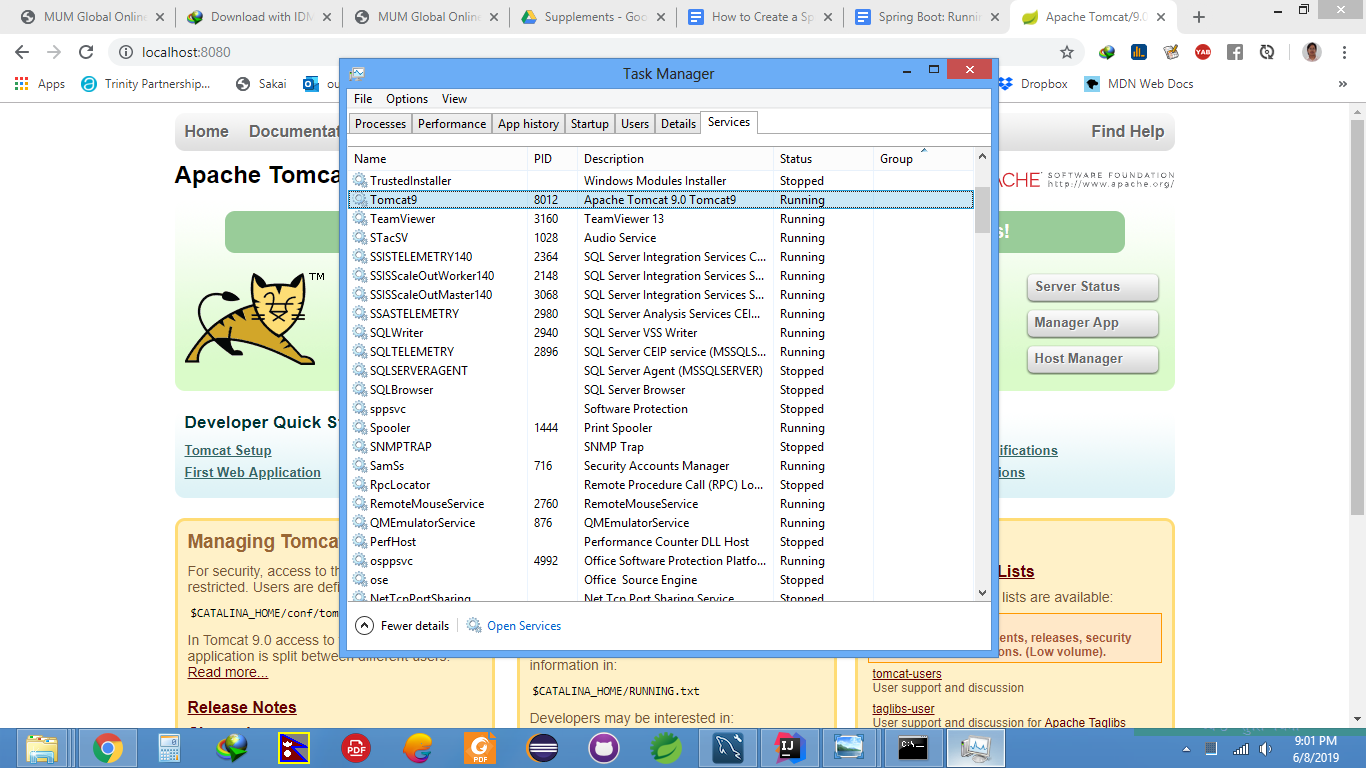 MUM Global Online
Download with IDM
MUM Global Online
Supplements - Goo
How to Create a Sp
Spring Boot: Runni
Apache Tomcat/9.0
localhost:8080
YAB
Apps
Trinity Partnership...
Sakai
ou
Dropbox
MDN Web Docs
»
Home
Documentat
Find Help
Apache Tomca
ACHE
SOFTWARE FOUNDATION
http://www.apache.org/
s!
TM
Server Status
Manager App
Host Manager
Developer Quick S
Tomcat Setup
First Web Application
ifications
ions
Managing Tomca
For security, access to th
restricted. Users are defi
$CATALINA_HOME/conf/tom
In Tomcat 9.0 access to
application is split between different users.
Read more...
Release Notes
information in:
$CATALINA_HOME/RUNNING.txt
Developers may be interested in:
Lists
lists are available:
ents, releases, security
ons. (Low volume).
tomcat-users
User support and discussion
taglibs-user
User support and discussion for Apache Taglibs
Task Manager
File Options View
Processes Performance App history Startup Users Details Services
Name PID Description Status Group
TrustedInstaller Windows Modules Installer Stopped
Tomcat9 8012 Apache Tomcat 9.0 Tomcat9 Running
TeamViewer 3160 TeamViewer 13 Running
STacSV 1028 Audio Service Running
SSISTELEMETRY140 2364 SQL Server Integration Services C... Running
SSISScaleOutWorker140 2148 SQL Server Integration Services S... Running
SSISScaleOutMaster140 3068 SQL Server Integration Services S... Running
SSASTELEMETRY 2980 SQL Server Analysis Services CEI... Running
SQLWriter 2940 SQL Server VSS Writer Running
SQLTELEMETRY 2896 SQL Server CEIP service (MSSQLS... Running
SQLSERVERAGENT SQL Server Agent (MSSQLSERVER) Stopped
SQLBrowser SQL Server Browser Stopped
sppsvc Software Protection Stopped
Spooler 1444 Print Spooler Running
SNMPTRAP SNMP Trap Stopped
SamSs 716 Security Accounts Manager Running
RpcLocator Remote Procedure Call (RPC) Lo... Stopped
RemoteMouseService 2760 RemoteMouseService Running
QMEmulatorService 876 QMEmulatorService Running
PerfHost Performance Counter DLL Host Stopped
osppsvc 4992 Office Software Protection Platfo... Running
ose Office  Source Engine Stopped
NetTcpPortSharing Net.Tcp Port Sharing Service Stopped
Fewer details
Open Services
PDF
PDF
IJ
C:\
9:01 PM
6/8/2019